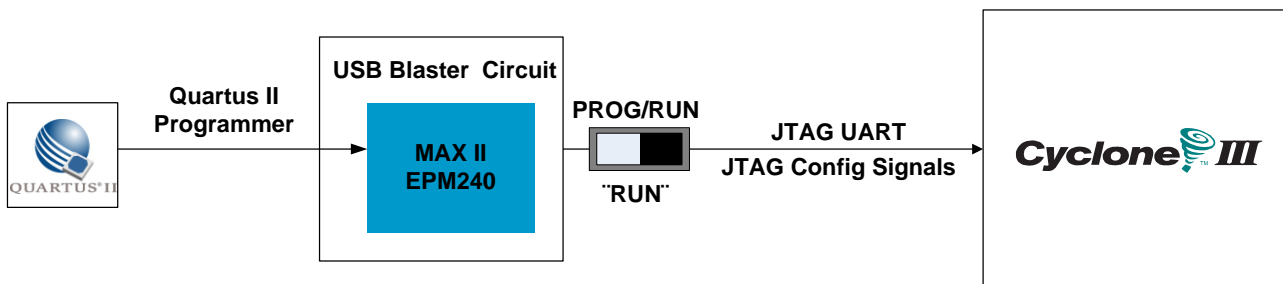 QUARTUS®II
Quartus II
Programmer
USB Blaster Circuit
MAX II
EPM240
PROG/RUN
¨RUN¨
JTAG UART
JTAG Config Signals
Cyclone™ III